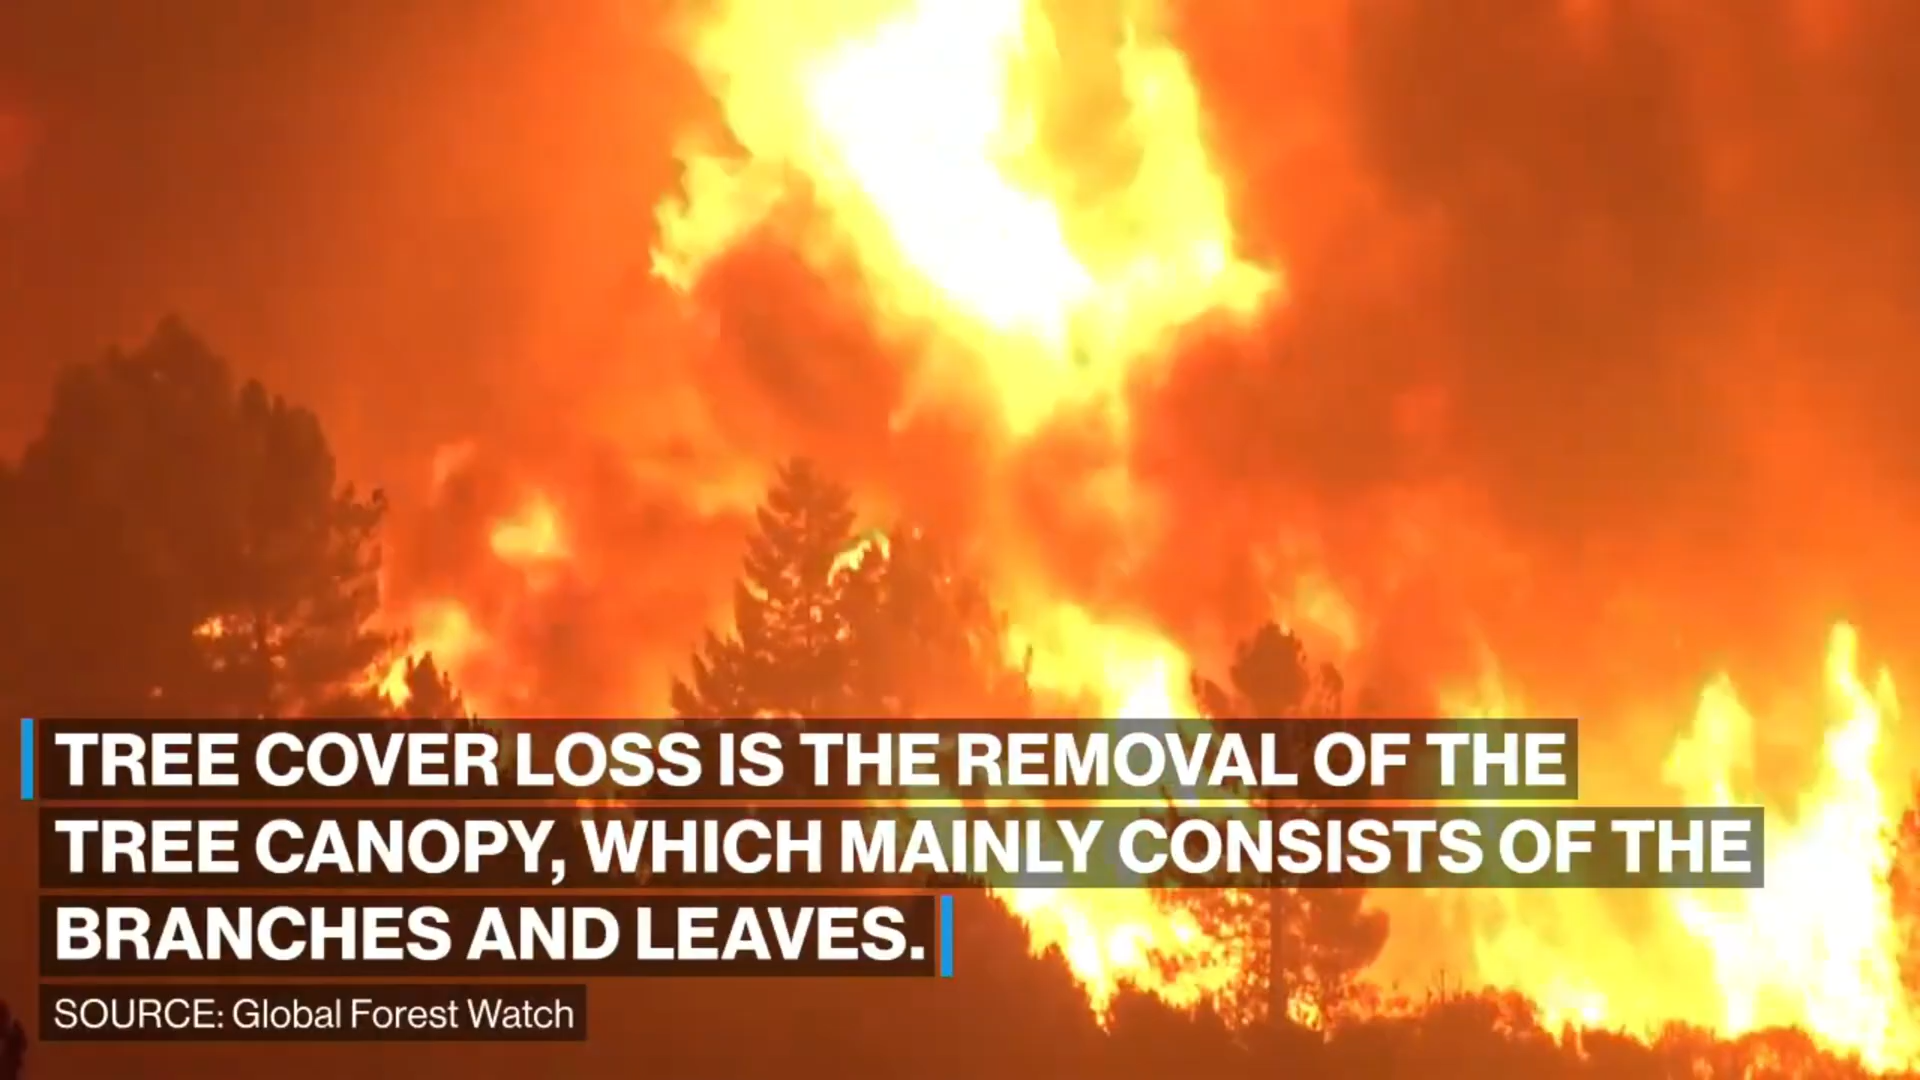 TREE COVER LOSS IS THE REMOVAL OF THE
TREE CANOPY, WHICH MAINLY CONSISTS OF THE
BRANCHES AND LEAVES.
SOURCE: Global Forest Watch